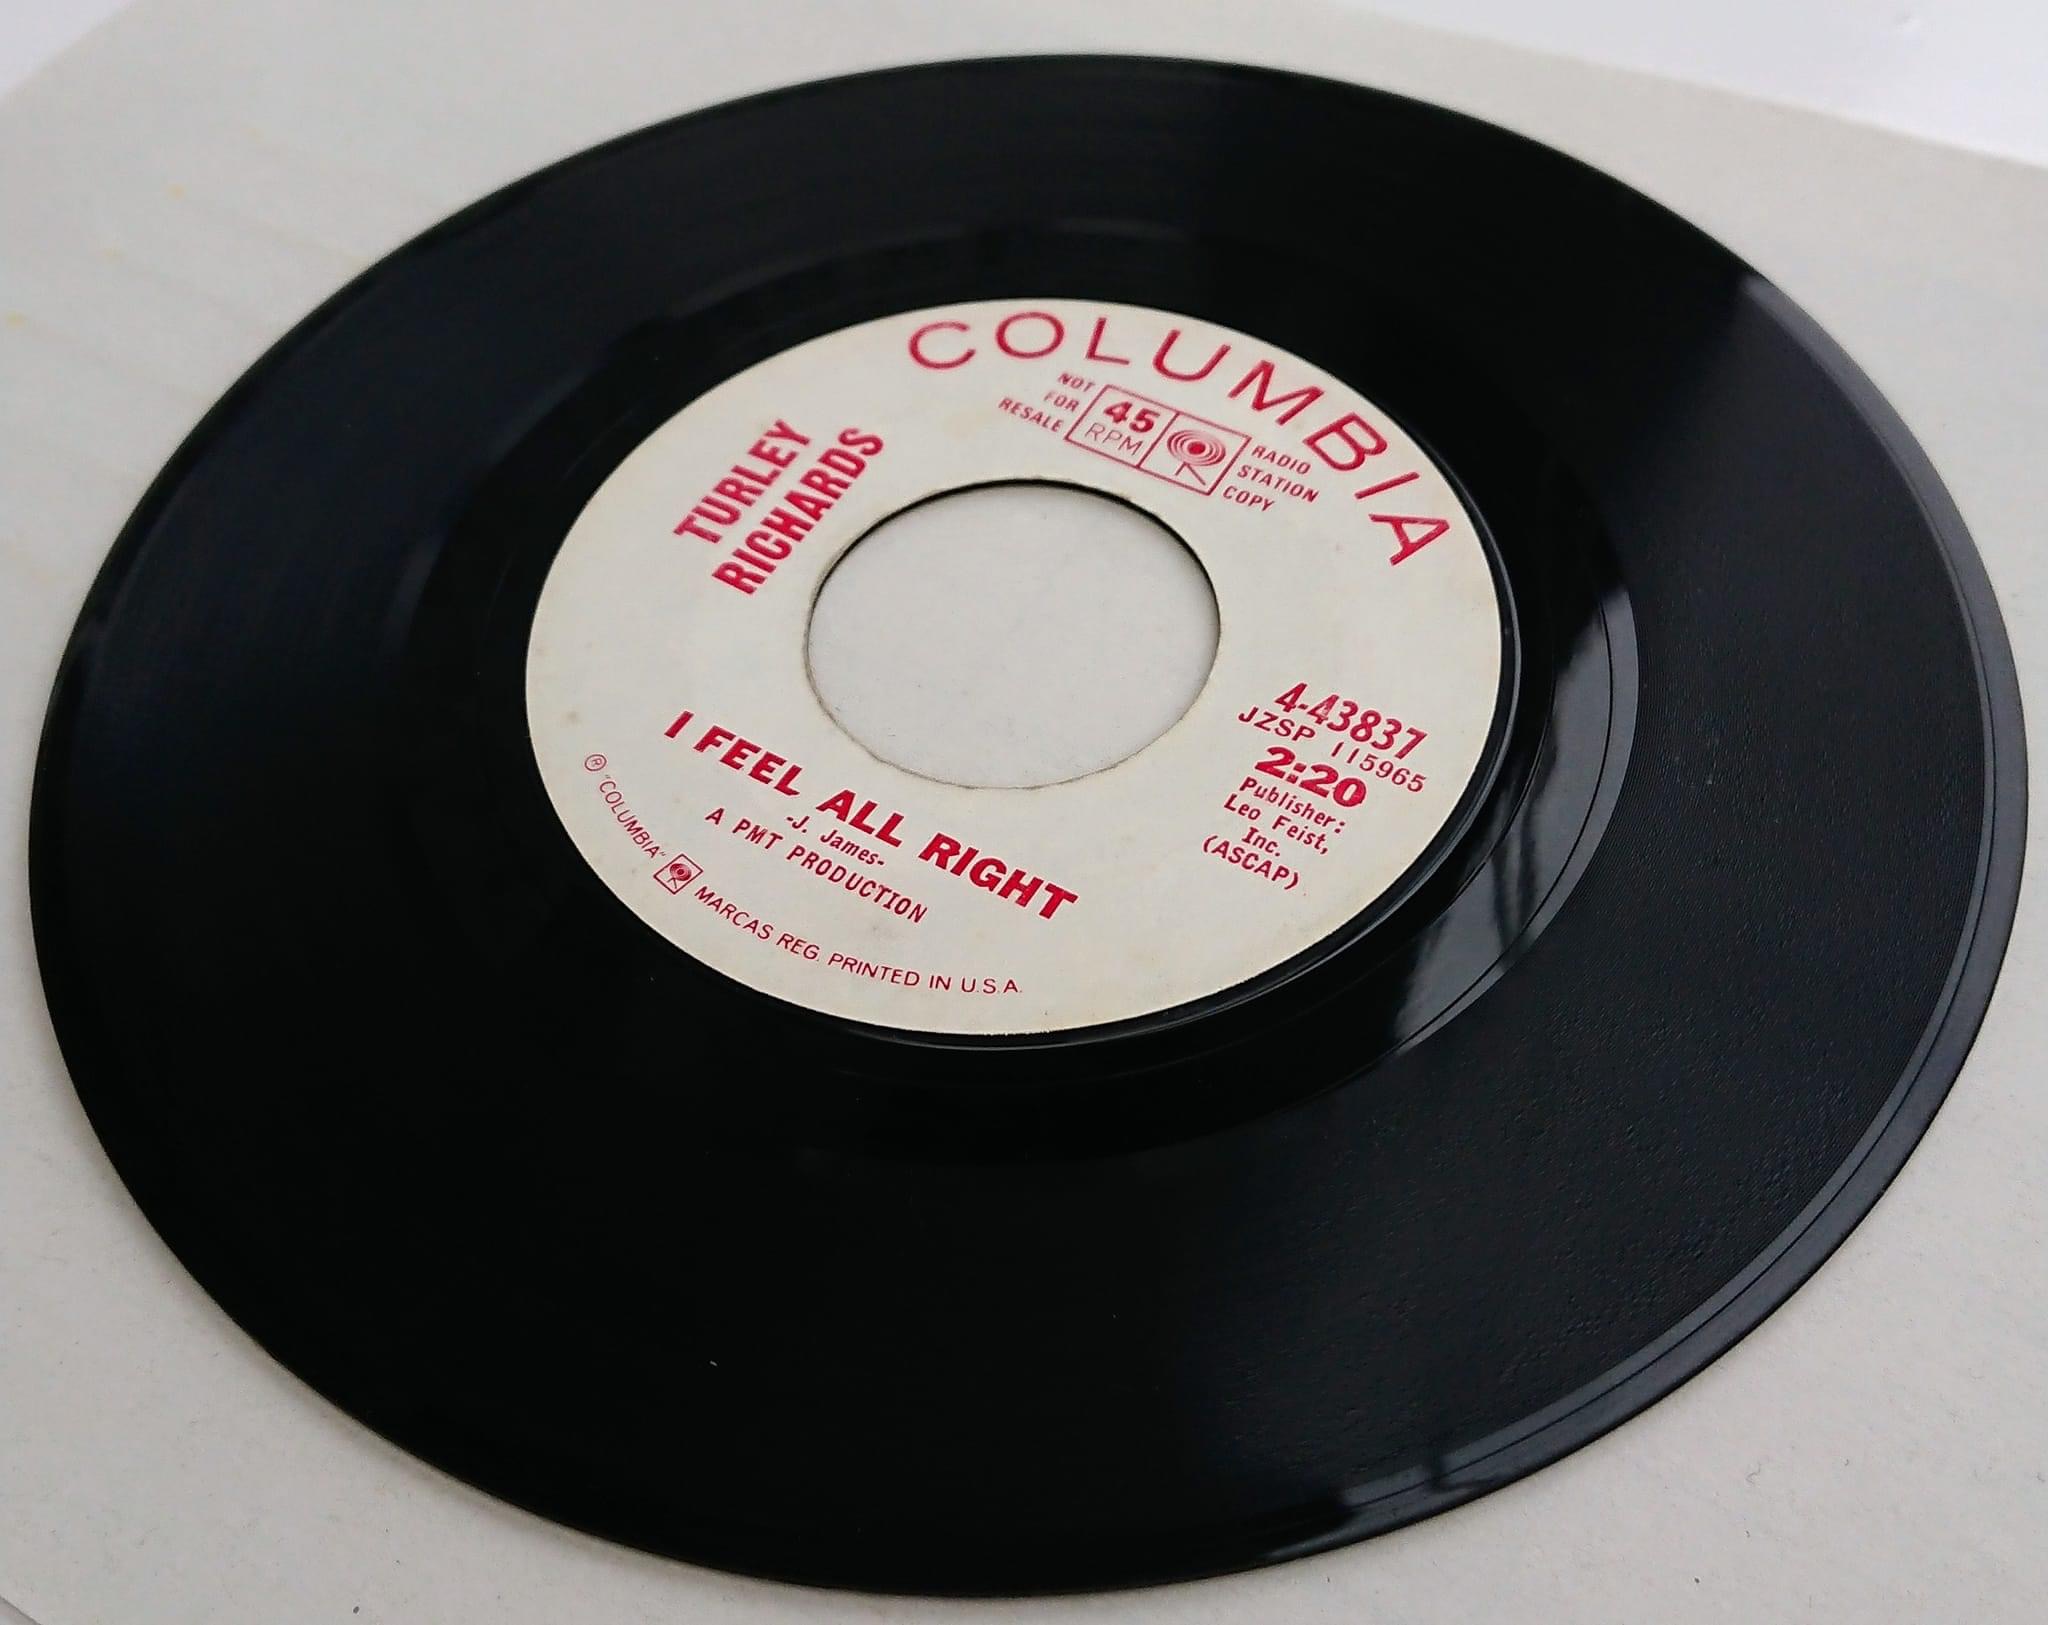 COLUMBIA
NOT
FOR
RESALE
45
RPM
RADIO
STATION
COPY
TURLEY
RICHARDS
4-43837
JZSP 115965
2:20
Publisher:
Leo Feist,
Inc.
(ASCAP)
I FEEL ALL RIGHT
-J. James-
A PMT PRODUCTION
® "COLUMBIA" MARCAS REG. PRINTED IN U.S.A.